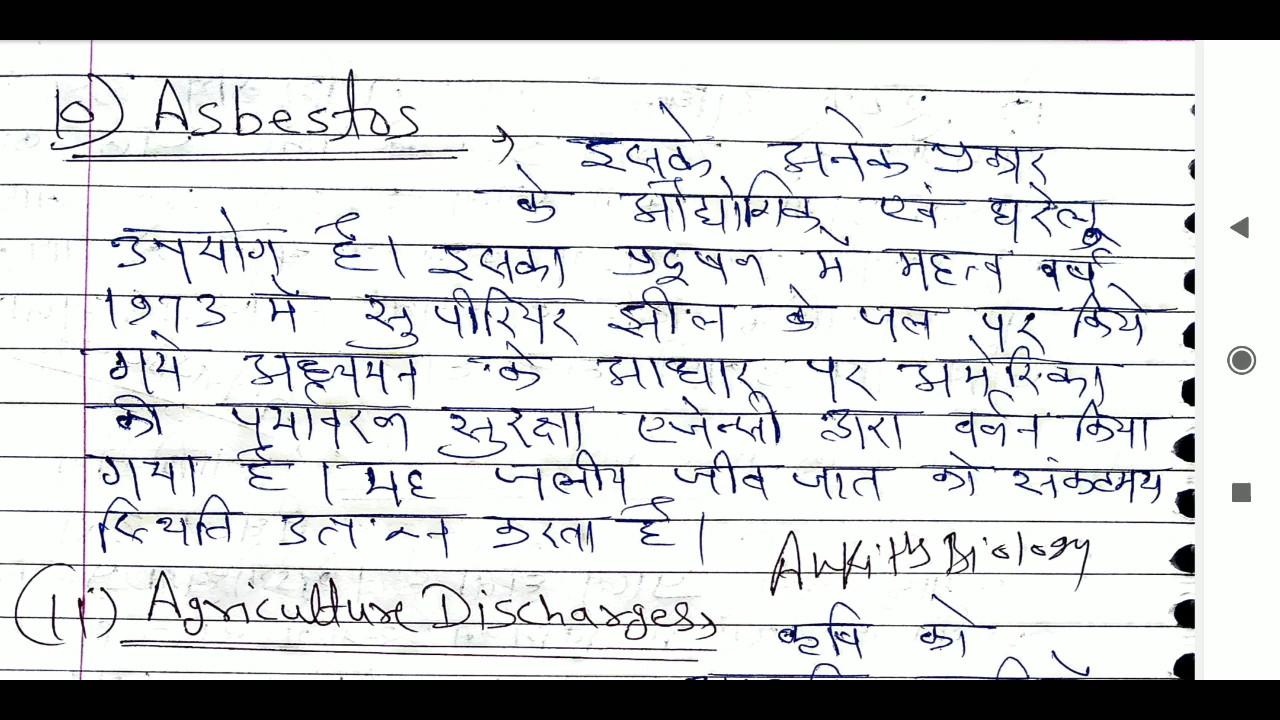 10) Asbestos, इसके अनेक प्रकार
के औद्योगिक एवं घरेलू
उपयोग है। इसका प्रदूषण में महत्व वर्ष
1973 में सुपीरियर झील के जल पर किये
गये अध्ययन के आधार पर अमेरिका
की पर्यावरण सुरक्षा एजेन्सी द्वारा वर्णन किया
गया है। यह जलीय जीव जात को संकटमय
स्थिति उत्पन्न करता है।
Ankit's Biology
(11) Agriculture Discharges,
कृषि को